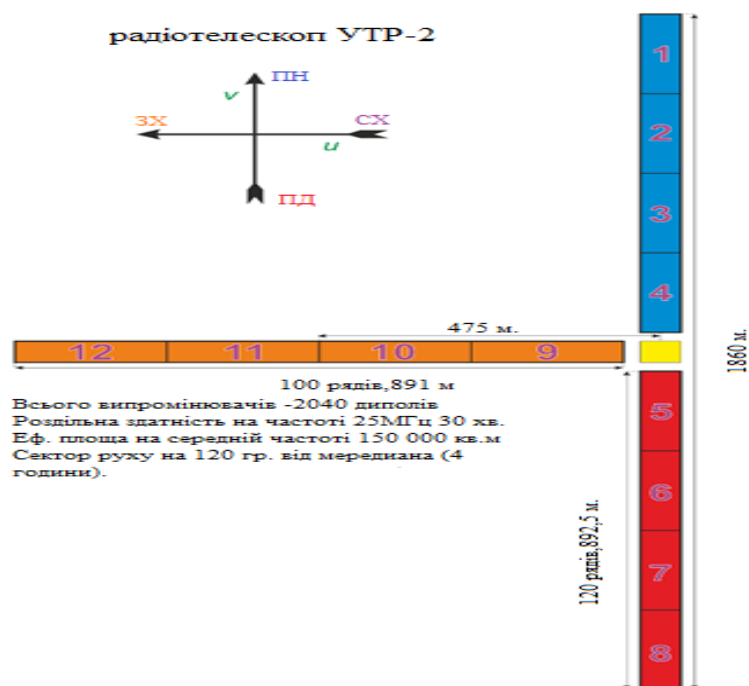 радіотелескоп УТР-2
ПН
v
ЗХ
СХ
u
ПД
1
2
3
4
475 м.
12
11
10
9
1860 м.
100 рядів,891 м
Всього випромінювачів -2040 диполів
Роздільна здатність на частоті 25МГц 30 хв.
Еф. площа на середній частоті 150 000 кв.м
Сектор руху на 120 гр. від меридиана (4
години).
5
6
7
8
120 рядів,892,5 м.